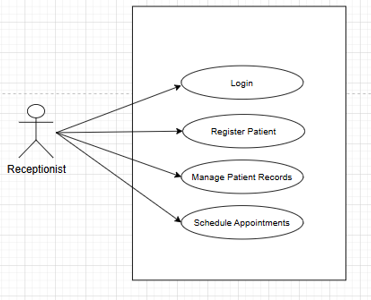 Login
Register Patient
Receptionist
Manage Patient Records
Schedule Appointments